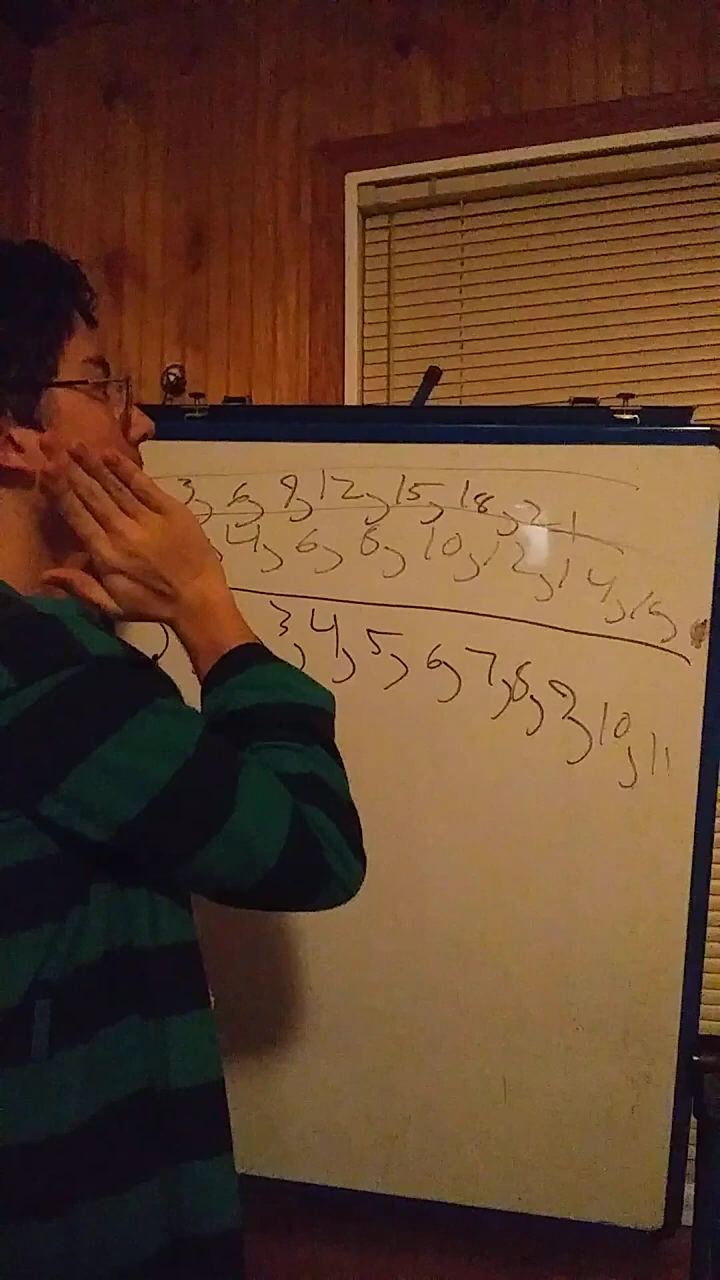 3, 6, 9, 12, 15, 18, 21
, 4, 6, 8, 10, 12, 14, 16,
, 3, 4, 5, 6, 7, 8, 9, 10, 11